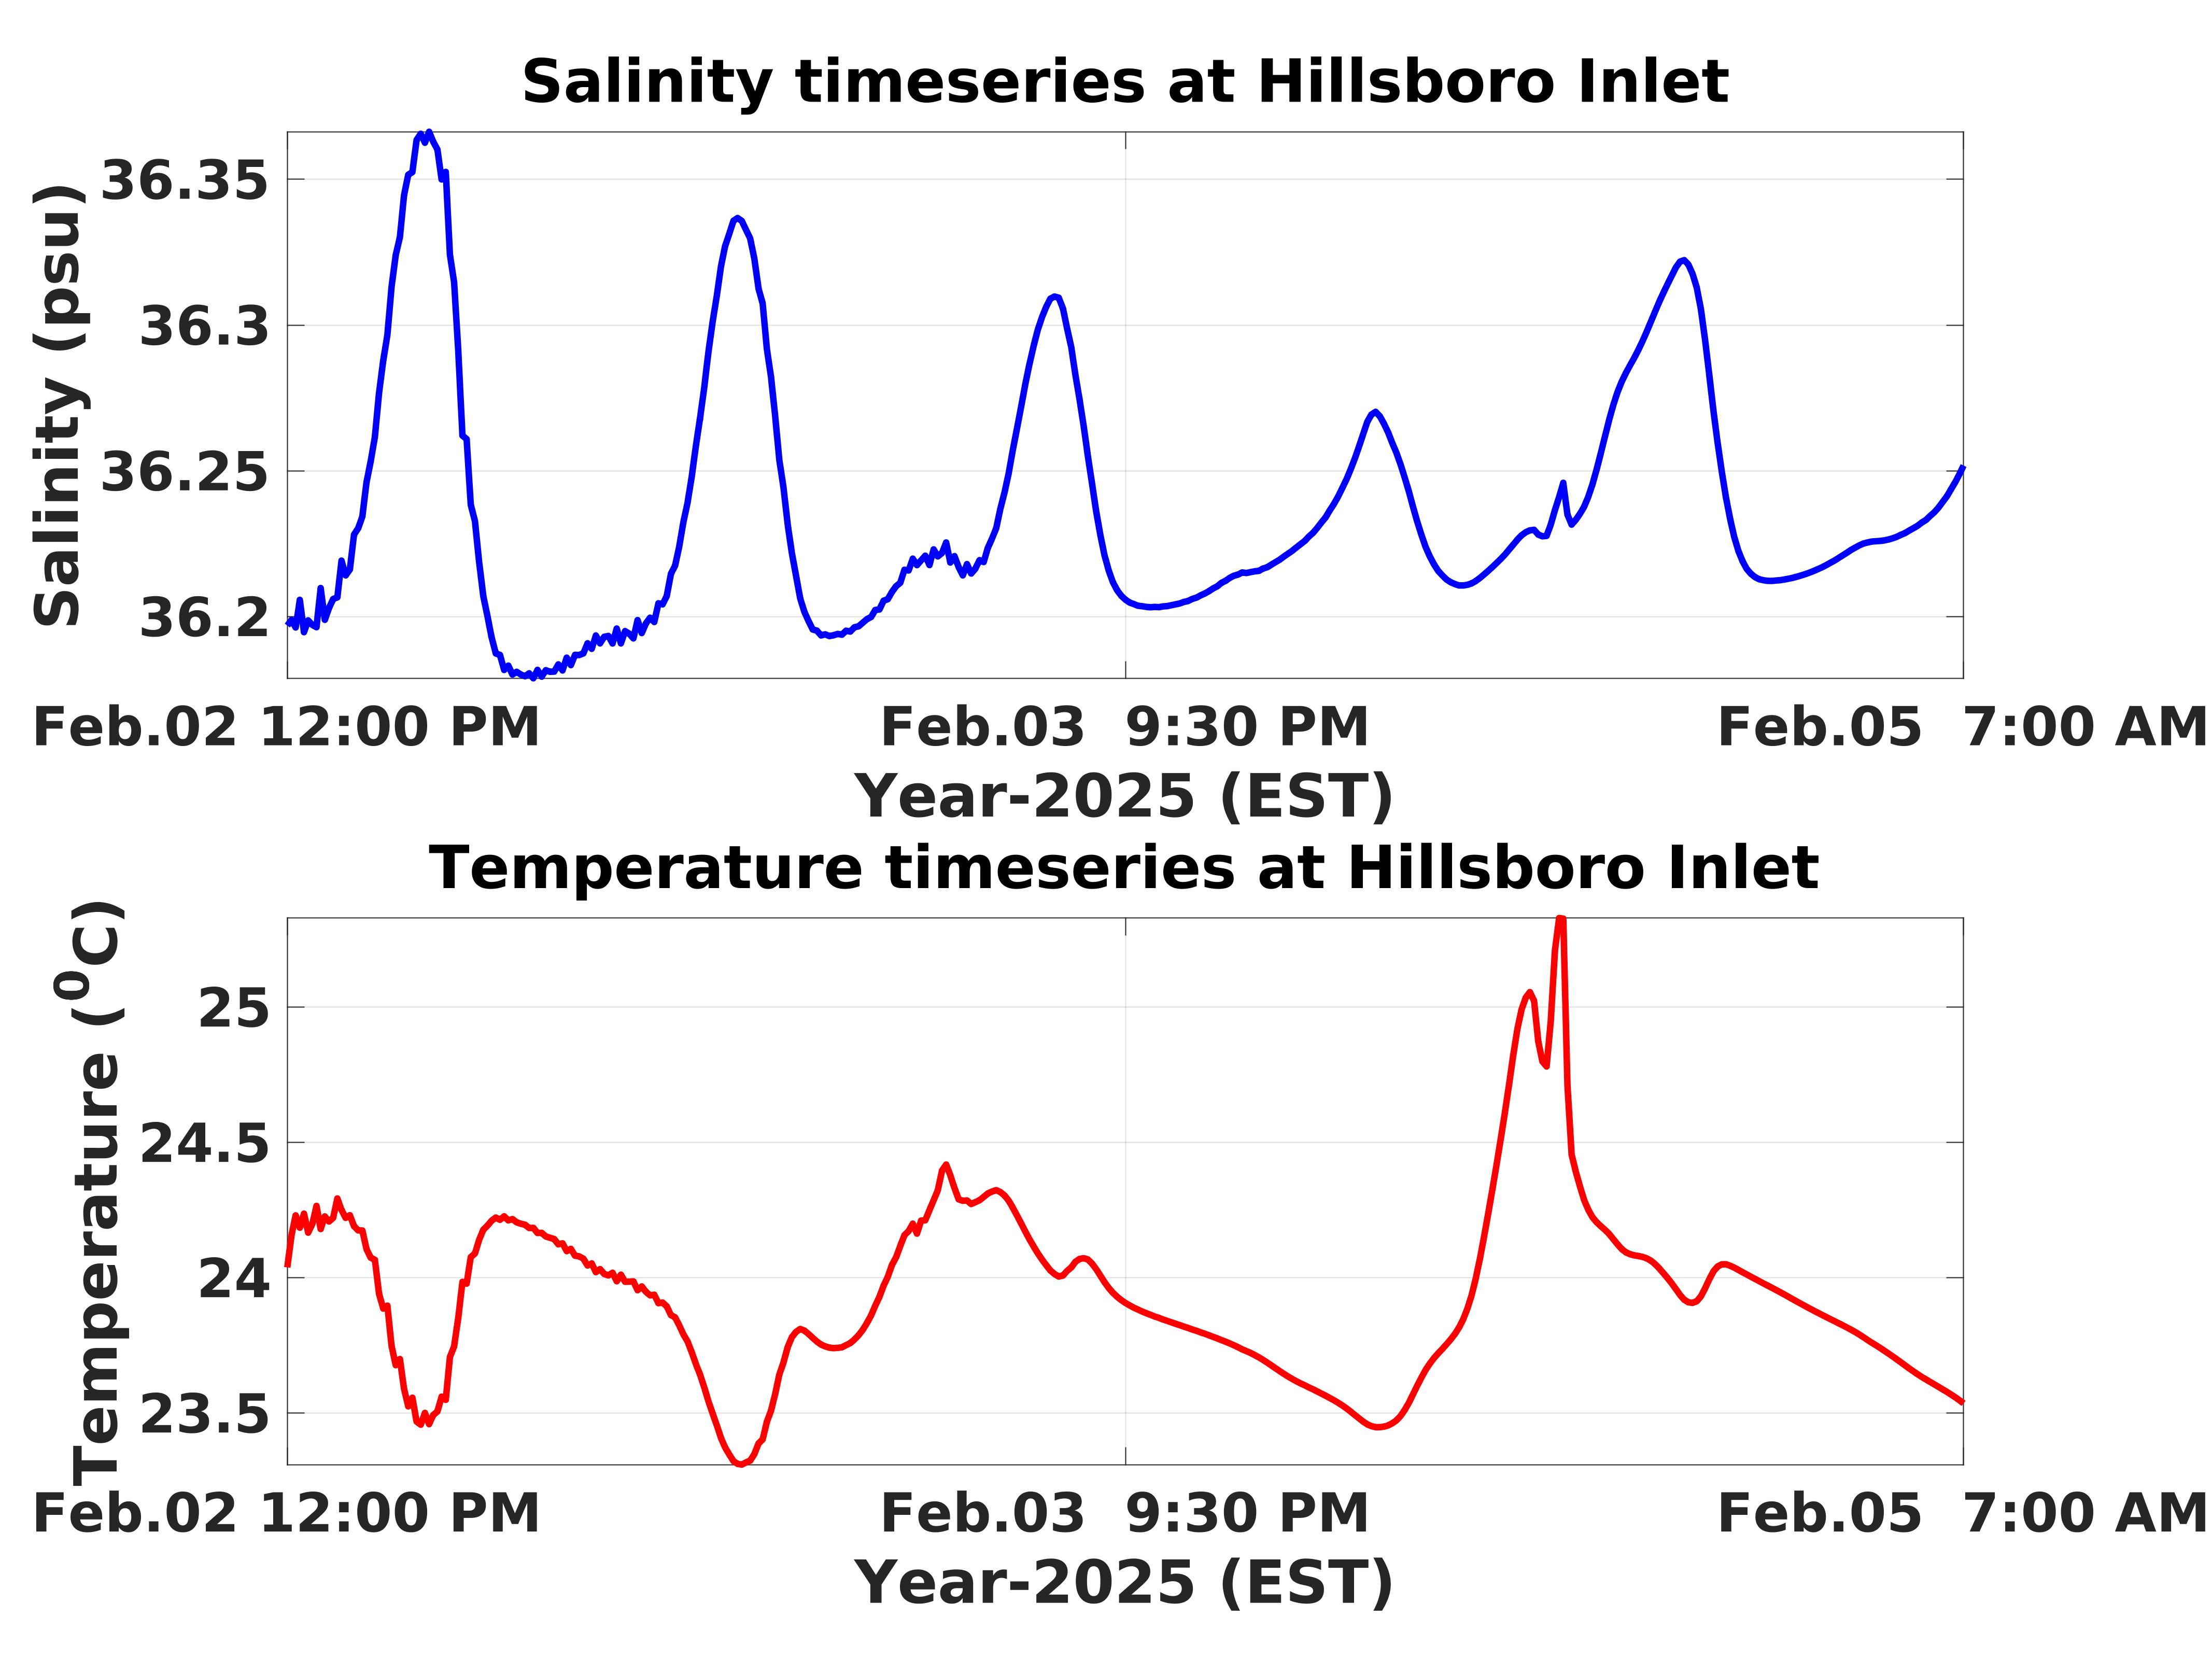 Salinity timeseries at Hillsboro Inlet
Salinity (psu)
36.35
36.3
36.25
36.2
Feb.02 12:00 PM Feb.03  9:30 PM Feb.05  7:00 AM
Year-2025 (EST)
Temperature timeseries at Hillsboro Inlet
Temperature (⁰C)
25
24.5
24
23.5
Feb.02 12:00 PM Feb.03  9:30 PM Feb.05  7:00 AM
Year-2025 (EST)